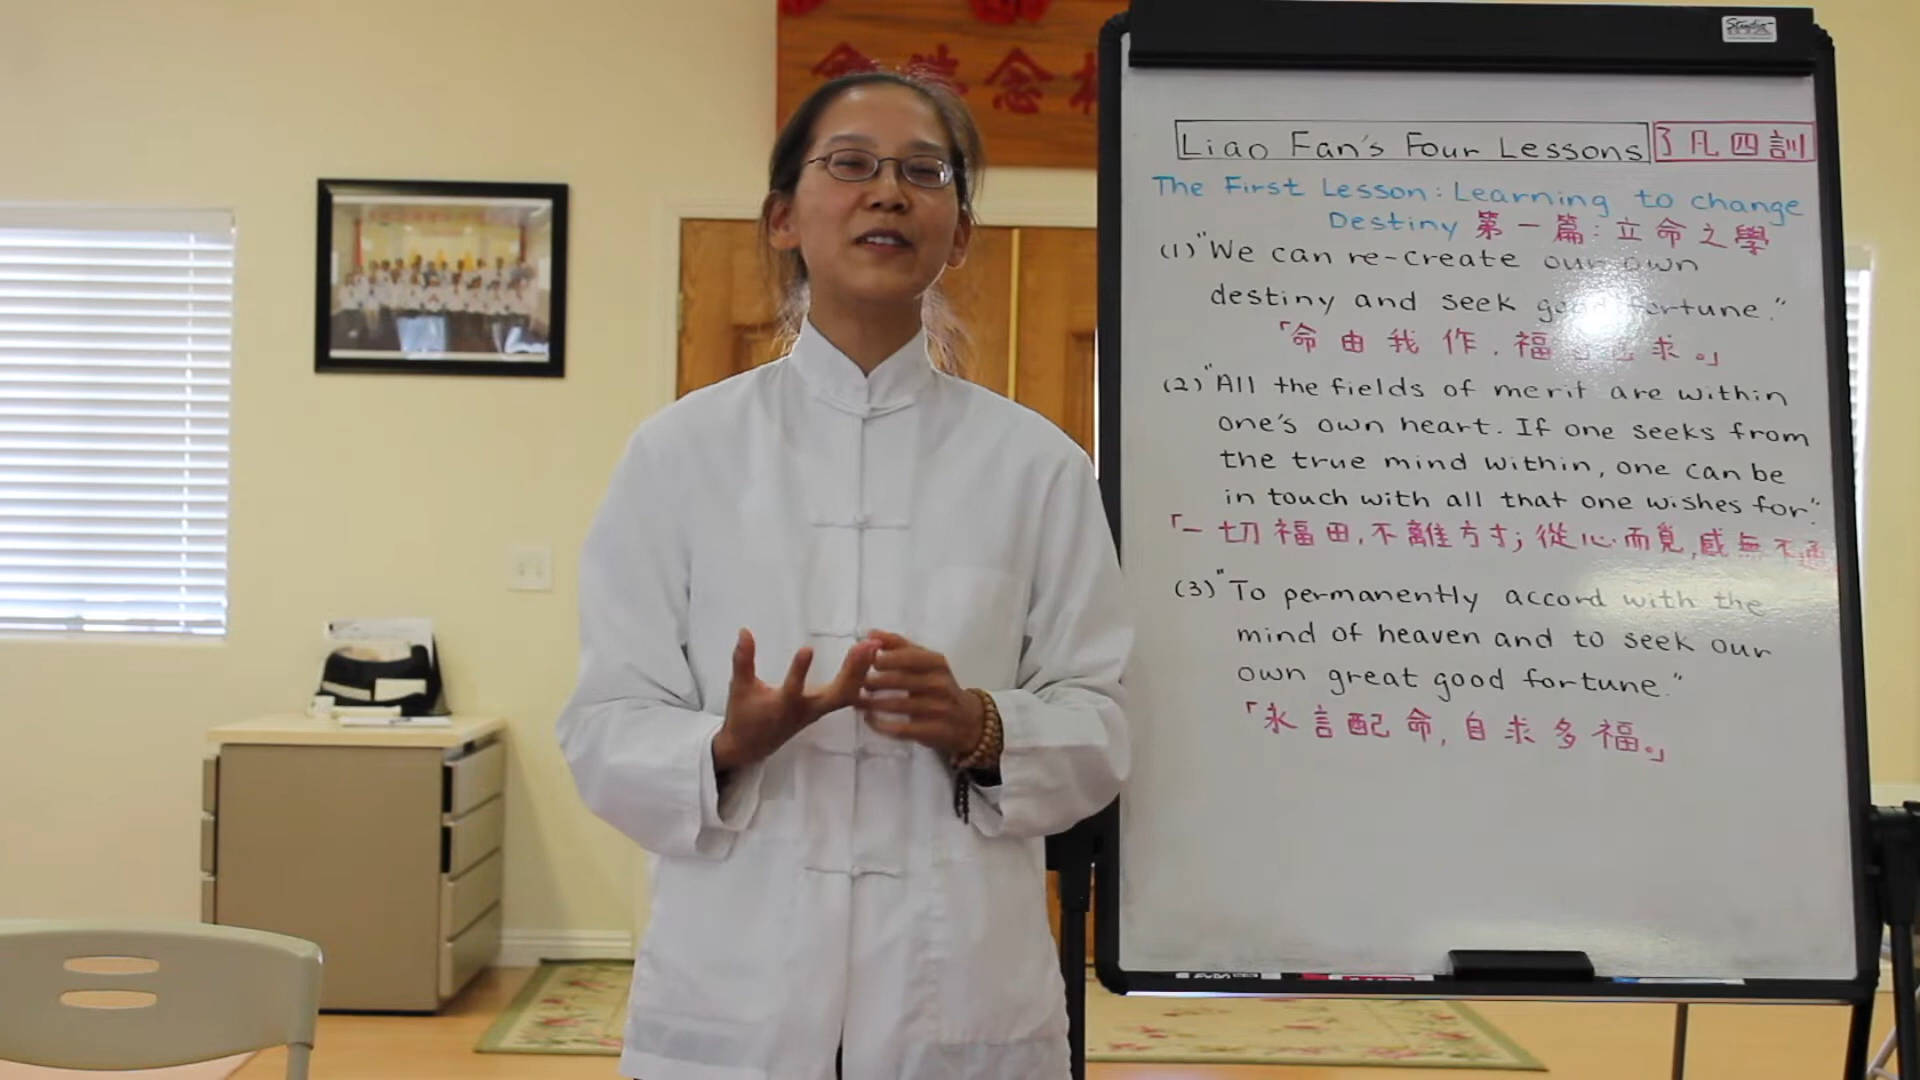 念
Studio
Liao Fan's Four Lessons 了凡四訓
The First Lesson: Learning to change
Destiny 第一篇：立命之學
(1) "We can re-create our own
destiny and seek good fortune."
「命由我作，福 求。」
(2) "All the fields of merit are within
one's own heart. If one seeks from
the true mind within, one can be
in touch with all that one wishes for."
「一切福田，不離方寸；從心而覓，感無不通
(3) "To permanently accord with the
mind of heaven and to seek our
own great good fortune."
「永言配命，自求多福。」